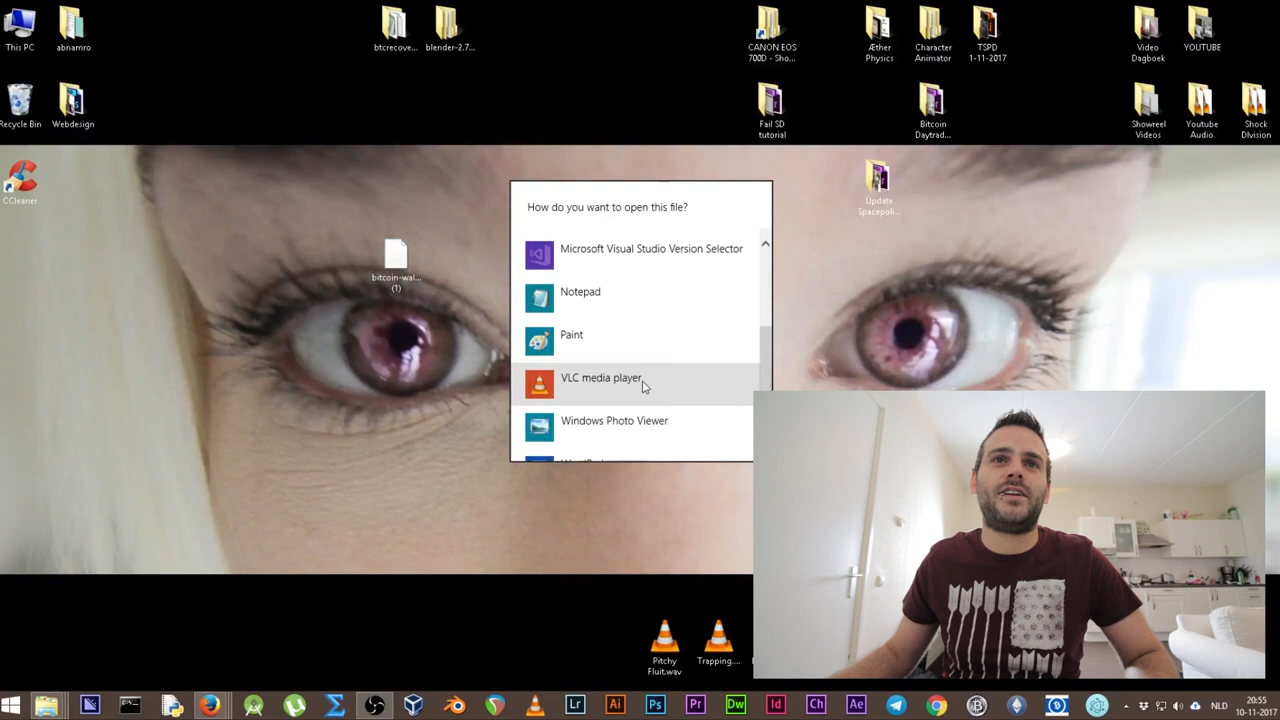 This PC
abnamro
btcrecove...
blender-2.7...
CANON EOS
700D - Sho...
Æther
Physics
Character
Animator
TSPD
1-11-2017
Video
Dagboek
YOUTUBE
Recycle Bin
Webdesign
Fail SD
tutorial
Bitcoin
Daytrad...
Showreel
Videos
Youtube
Audio
Shock
DIvision
CCleaner
Update
Spacepoli...
bitcoin-wal...
(1)
How do you want to open this file?
Microsoft Visual Studio Version Selector
Notepad
Paint
VLC media player
Windows Photo Viewer
Pitchy
Fluit.wav
Trapping....
Lr
Ai
Ps
Pr
Dw
Id
Ch
Ae
NLD
20:55
10-11-2017